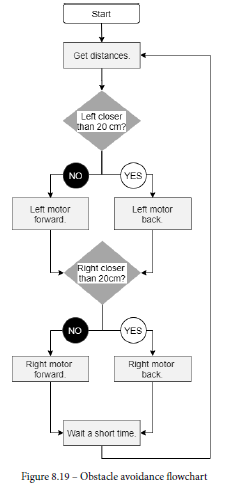 Start
Get distances.
Left closer
than 20 cm?
NO
YES
Left motor
forward.
Left motor
back.
Right closer
than 20cm?
NO
YES
Right motor
forward.
Right motor
back.
Wait a short time.
Figure 8.19 – Obstacle avoidance flowchart